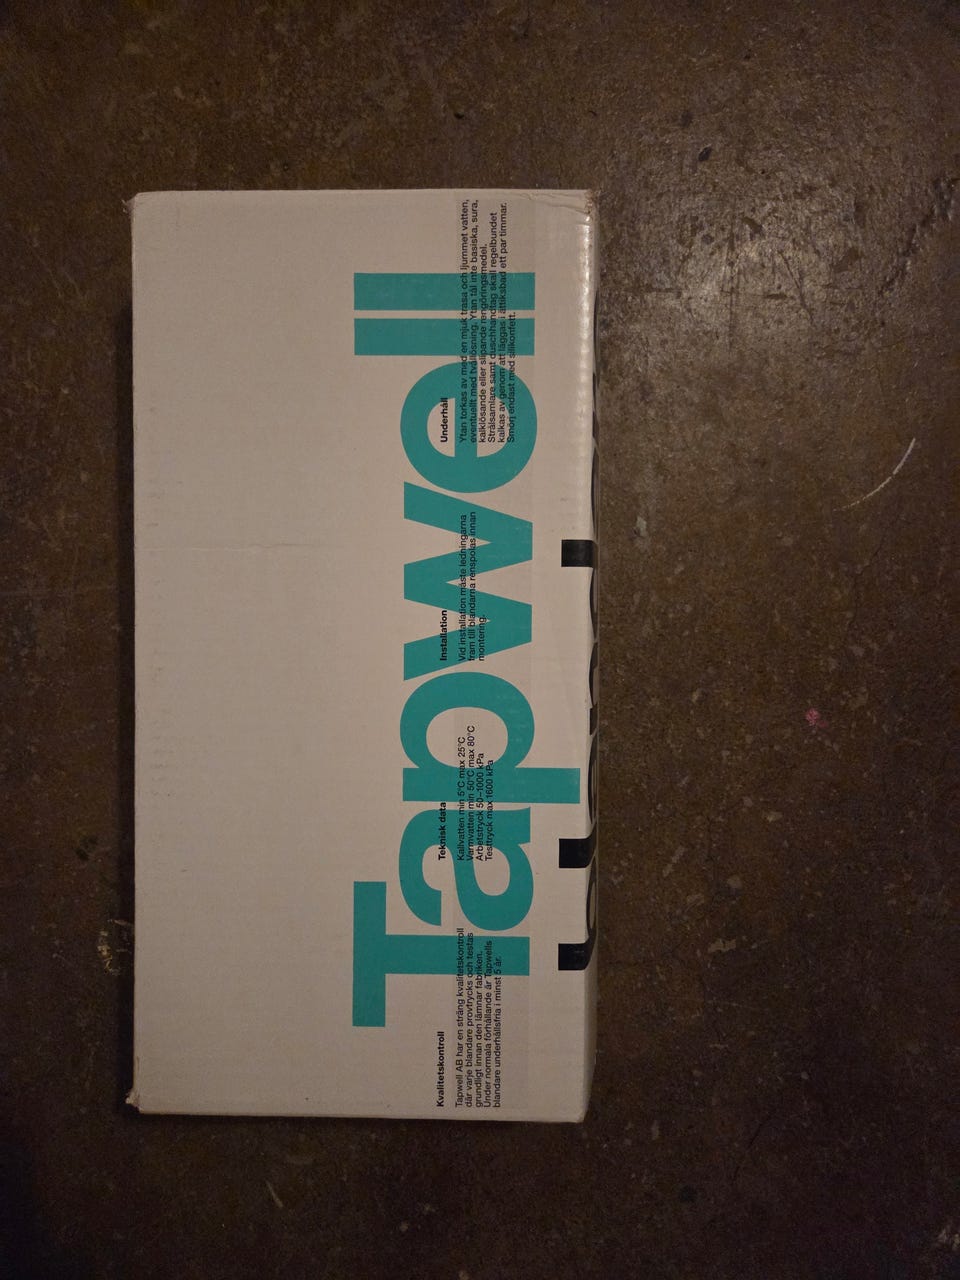 Tapwell
Kvalitetskontroll
Tapwell AB har en sträng kvalitetskontroll
där varje blandare provtrycks och testas
grundligt innan den lämnar fabriken.
Under normala förhållande är Tapwells
blandare underhållsfria i minst 5 år.
Teknisk data
Kallvatten min 5°C max 25°C
Varmvatten min 50°C max 80°C
Arbetstryck 50–1000 kPa
Testtryck max 1600 kPa
Installation
Vid installation måste ledningarna
fram till blandarna renspolas innan
montering.
Underhåll
Ytan torkas av med en mjuk trasa och ljummet vatten,
eventuellt med tvållösning. Ytan tål inte basiska, sura,
kalklösande eller slipande rengöringsmedel.
Strålsamlare samt duschhandtag skall regelbundet
kalkas av genom att läggas i ättiksbad ett par timmar.
Smörj endast med silikonfett.